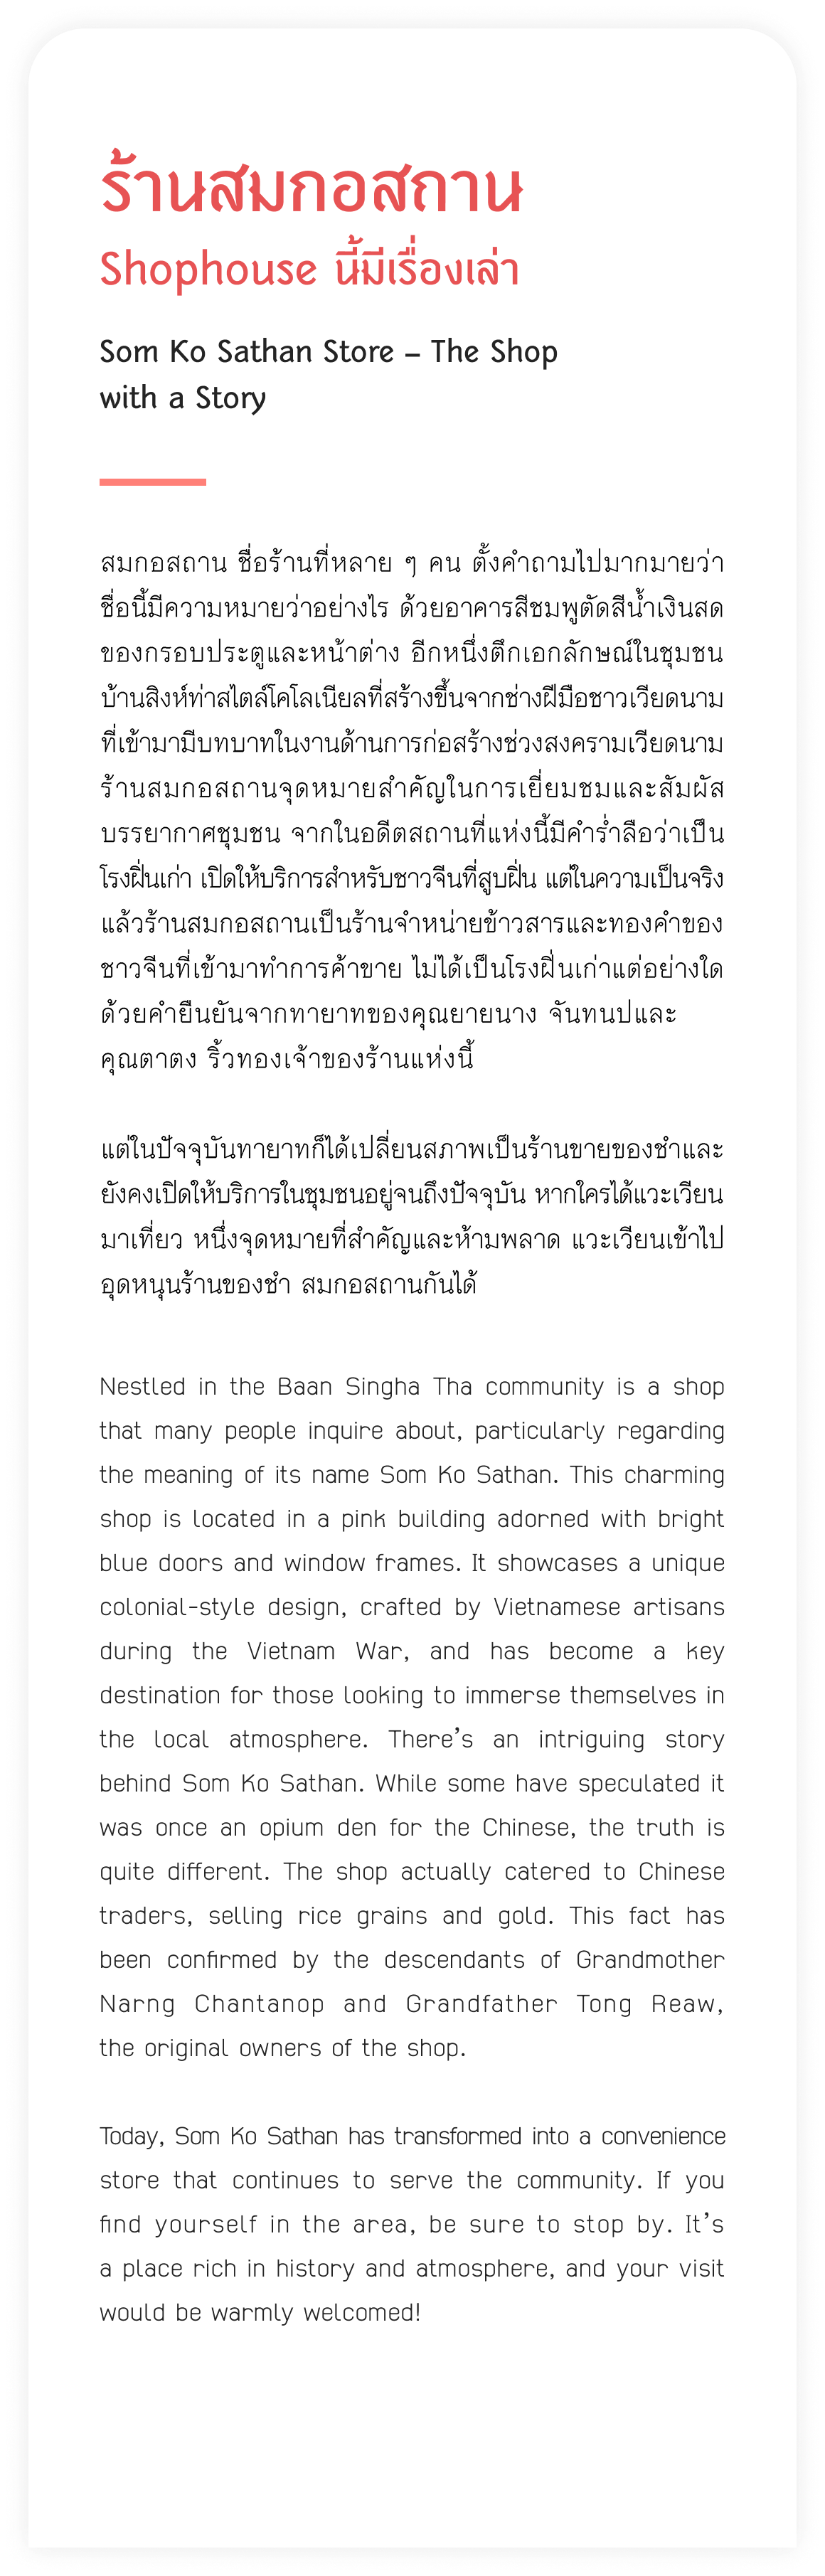 ร้านสมกอสถาน
Shophouse นี้มีเรื่องเล่า
Som Ko Sathan Store – The Shop
with a Story
สมกอสถาน ชื่อร้านที่หลาย ๆ คน ตั้งคำถามไปมากมายว่า
ชื่อนี้มีความหมายว่าอย่างไร ด้วยอาคารสีชมพูตัดสีน้ำเงินสด
ของกรอบประตูและหน้าต่าง อีกหนึ่งตึกเอกลักษณ์ในชุมชน
บ้านสิงห์ท่าสไตล์โคโลเนียลที่สร้างขึ้นจากช่างฝีมือชาวเวียดนาม
ที่เข้ามามีบทบาทในงานด้านการก่อสร้างช่วงสงครามเวียดนาม
ร้านสมกอสถานจุดหมายสำคัญในการเยี่ยมชมและสัมผัส
บรรยากาศชุมชน จากในอดีตสถานที่แห่งนี้มีคำร่ำลือว่าเป็น
โรงฝิ่นเก่า เปิดให้บริการสำหรับชาวจีนที่สูบฝิ่น แต่ในความเป็นจริง
แล้วร้านสมกอสถานเป็นร้านจำหน่ายข้าวสารและทองคำของ
ชาวจีนที่เข้ามาทำการค้าขาย ไม่ได้เป็นโรงฝิ่นเก่าแต่อย่างใด
ด้วยคำยืนยันจากทายาทของคุณยายนาง จันทนปและ
คุณตาตง ริ้วทองเจ้าของร้านแห่งนี้
แต่ในปัจจุบันทายาทก็ได้เปลี่ยนสภาพเป็นร้านขายของชำและ
ยังคงเปิดให้บริการในชุมชนอยู่จนถึงปัจจุบัน หากใครได้แวะเวียน
มาเที่ยว หนึ่งจุดหมายที่สำคัญและห้ามพลาด แวะเวียนเข้าไป
อุดหนุนร้านของชำ สมกอสถานกันได้
Nestled in the Baan Singha Tha community is a shop
that many people inquire about, particularly regarding
the meaning of its name Som Ko Sathan. This charming
shop is located in a pink building adorned with bright
blue doors and window frames. It showcases a unique
colonial-style design, crafted by Vietnamese artisans
during the Vietnam War, and has become a key
destination for those looking to immerse themselves in
the local atmosphere. There’s an intriguing story
behind Som Ko Sathan. While some have speculated it
was once an opium den for the Chinese, the truth is
quite different. The shop actually catered to Chinese
traders, selling rice grains and gold. This fact has
been confirmed by the descendants of Grandmother
Narng Chantanop and Grandfather Tong Reaw,
the original owners of the shop.
Today, Som Ko Sathan has transformed into a convenience
store that continues to serve the community. If you
find yourself in the area, be sure to stop by. It’s
a place rich in history and atmosphere, and your visit
would be warmly welcomed!